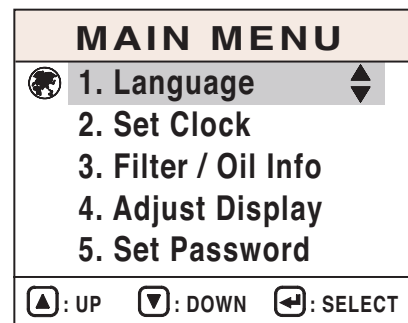 MAIN MENU
1. Language
2. Set Clock
3. Filter / Oil Info
4. Adjust Display
5. Set Password
: UP : DOWN : SELECT